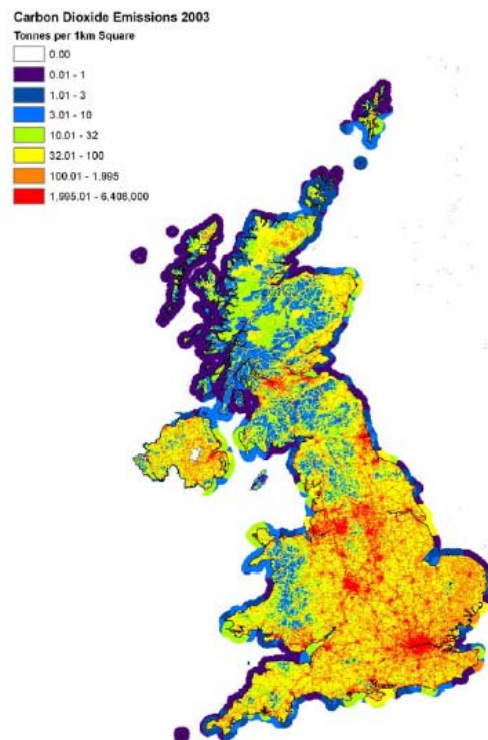 Carbon Dioxide Emissions 2003
Tonnes per 1km Square
0.00
0.01 - 1
1.01 - 3
3.01 - 10
10.01 - 32
32.01 - 100
100.01 - 1,995
1,995.01 - 6,408,000